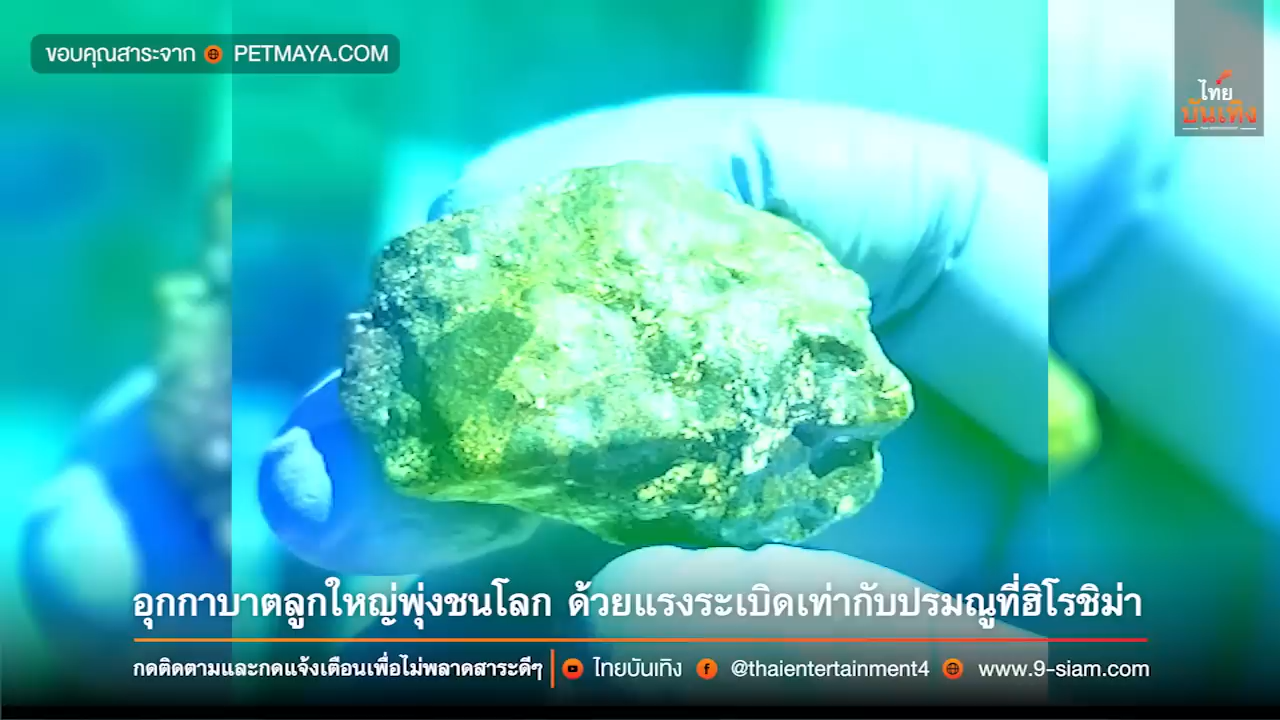 ขอบคุณสาระจาก PETMAYA.COM
ไทย
บันเทิง
อุกกาบาตลูกใหญ่พุ่งชนโลก ด้วยแรงระเบิดเท่ากับปรมณูที่ฮิโรชิม่า
กดติดตามและกดแจ้งเตือนเพื่อไม่พลาดสาระดีๆ ไทยบันเทิง @thaientertainment4 www.9-siam.com